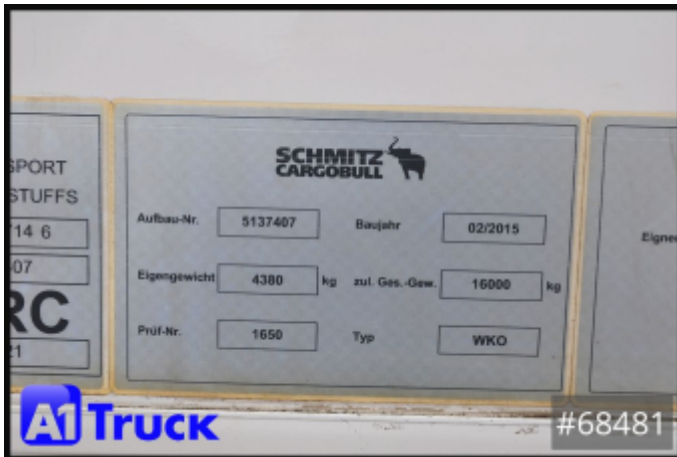 SPORT
STUFFS
14 6
07
RC
21
SCHMITZ
CARGOBULL
Aufbau-Nr. 5137407 Baujahr 02/2015
Eigengewicht 4380 kg zul. Ges.-Gew. 16000 kg
Prüf-Nr. 1650 Typ WKO
Eigne
A1 Truck
#68481